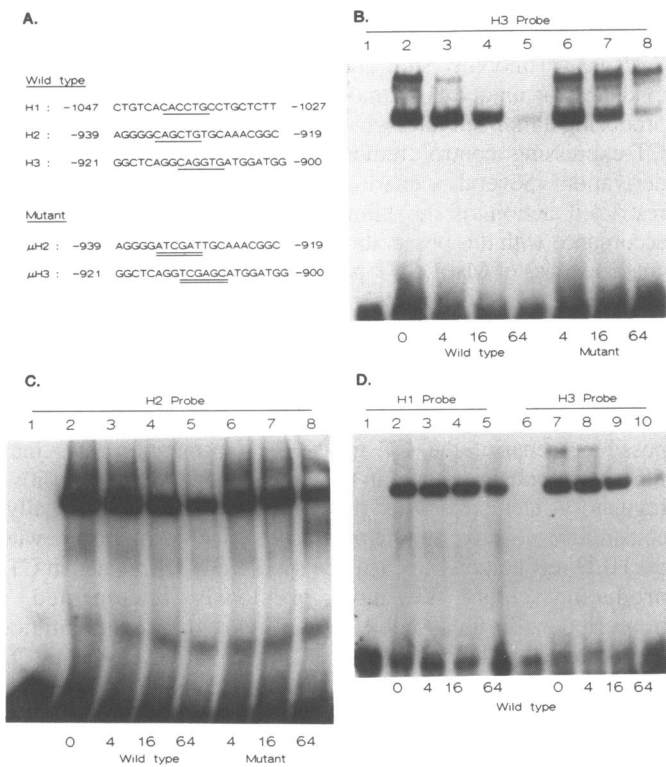 A.
Wild type
H1 : -1047 CTGTCACACCTGCCTGCTCTT -1027
H2 : -939 AGGGGCAGCTGTGCAAACGGC -919
H3 : -921 GGCTCAGGCAGGTGATGGATGG -900
Mutant
µH2 : -939 AGGGGATCGATTGCAAACGGC -919
µH3 : -921 GGCTCAGGTCGAGCATGGATGG -900
B.
H3 Probe
1 2 3 4 5 6 7 8
0 4 16 64 4 16 64
Wild type Mutant
C.
H2 Probe
1 2 3 4 5 6 7 8
0 4 16 64 4 16 64
Wild type Mutant
D.
H1 Probe H3 Probe
1 2 3 4 5 6 7 8 9 10
0 4 16 64 0 4 16 64
Wild type